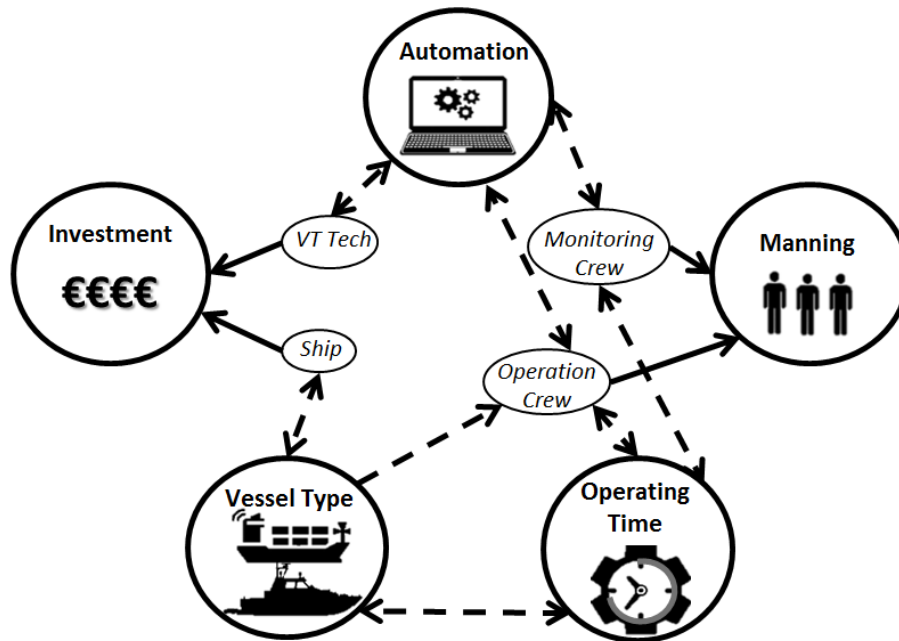 Automation
Investment
€€€€
VT Tech
Monitoring
Crew
Manning
Ship
Operation
Crew
Vessel Type
Operating
Time